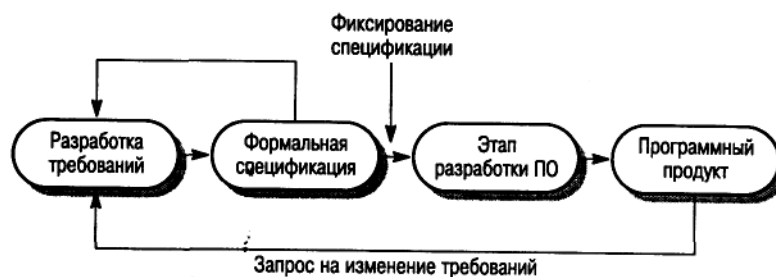 Фиксирование
спецификации
Разработка
требований
Формальная
спецификация
Этап
разработки ПО
Программный
продукт
Запрос на изменение требований